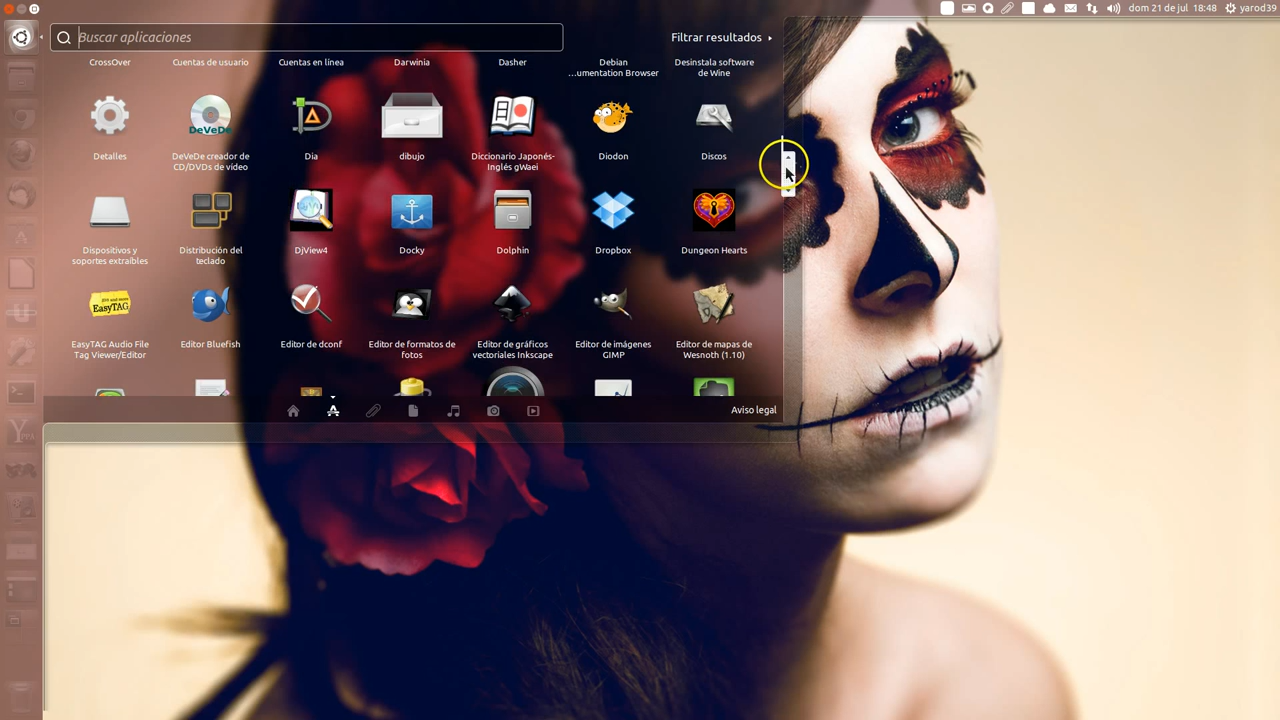 dom 21 de jul 18:48 yarod39
Buscar aplicaciones
Filtrar resultados
CrossOver
Cuentas de usuario
Cuentas en línea
Darwinia
Dasher
Debian
...umentation Browser
Desinstala software
de Wine
DeVeDe
Detalles
DeVeDe creador de
CD/DVDs de vídeo
Dia
dibujo
Diccionario Japonés-
Inglés gWaei
Diodon
Discos
Dispositivos y
soportes extraíbles
Distribución del
teclado
DjView4
Docky
Dolphin
Dropbox
Dungeon Hearts
EasyTAG
EasyTAG Audio File
Tag Viewer/Editor
Editor Bluefish
Editor de dconf
Editor de formatos de
fotos
Editor de gráficos
vectoriales Inkscape
Editor de imágenes
GIMP
Editor de mapas de
Wesnoth (1.10)
Aviso legal